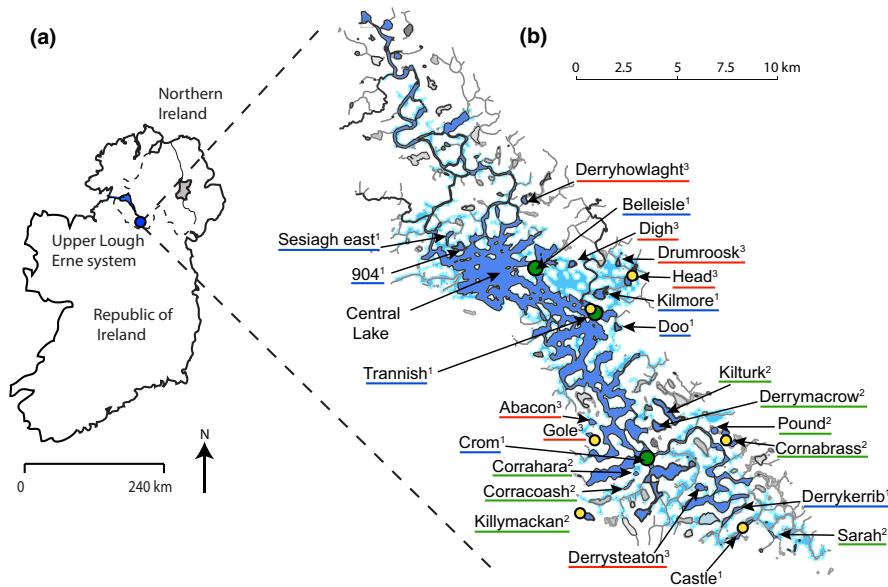 (a)
(b)
0 2.5 5 10 km
Northern
Ireland
Upper Lough
Erne system
Republic of
Ireland
N
0 240 km
Derryhowlaght³
Belleisle¹
Digh³
Sesiagh east¹
Drumroosk³
904¹
Head³
Kilmore¹
Central
Lake
Doo¹
Trannish¹
Kilturk²
Derrymacrow²
Abacon³
Pound²
Gole³
Crom¹
Cornabrass²
Corrahara²
Corracoash²
Derrykerrib¹
Killymackan²
Sarah²
Derrysteaton³
Castle¹